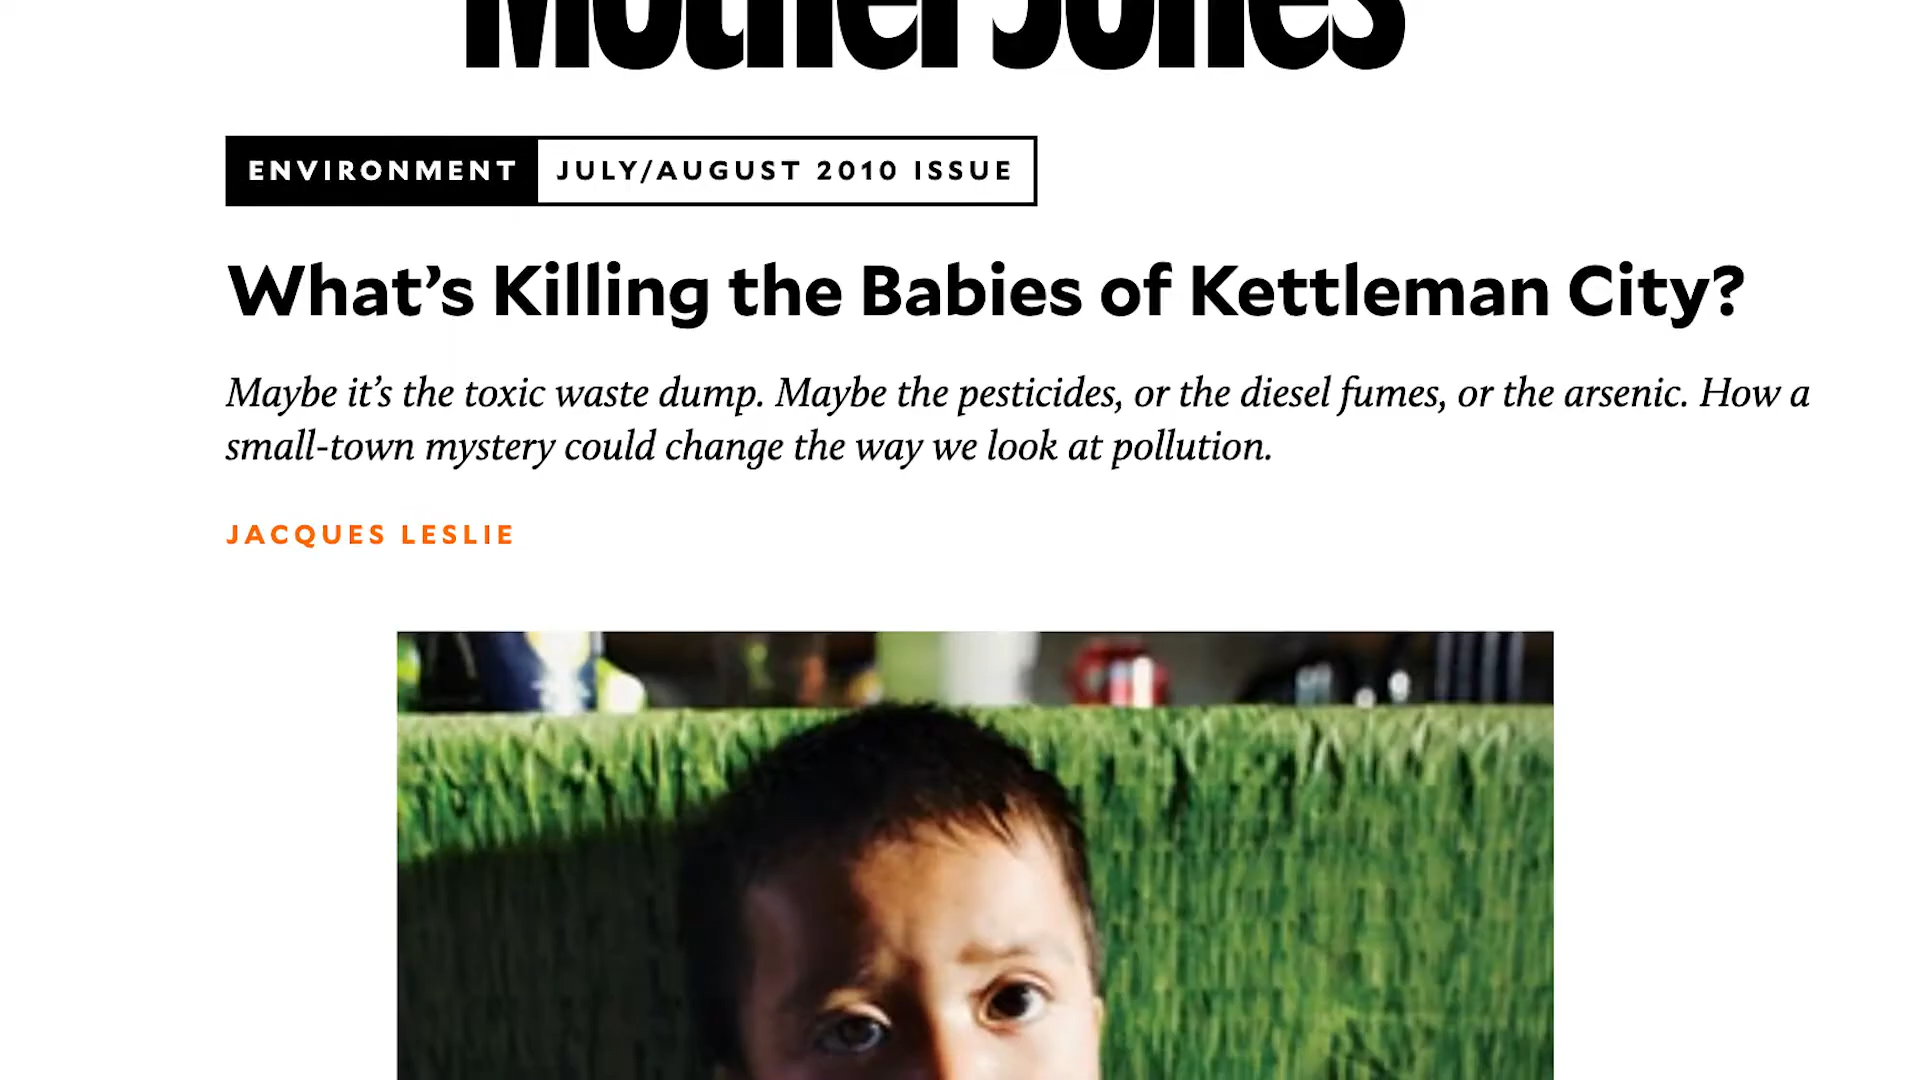 Mother Jones
ENVIRONMENT JULY/AUGUST 2010 ISSUE
What’s Killing the Babies of Kettleman City?
Maybe it’s the toxic waste dump. Maybe the pesticides, or the diesel fumes, or the arsenic. How a
small-town mystery could change the way we look at pollution.
JACQUES LESLIE